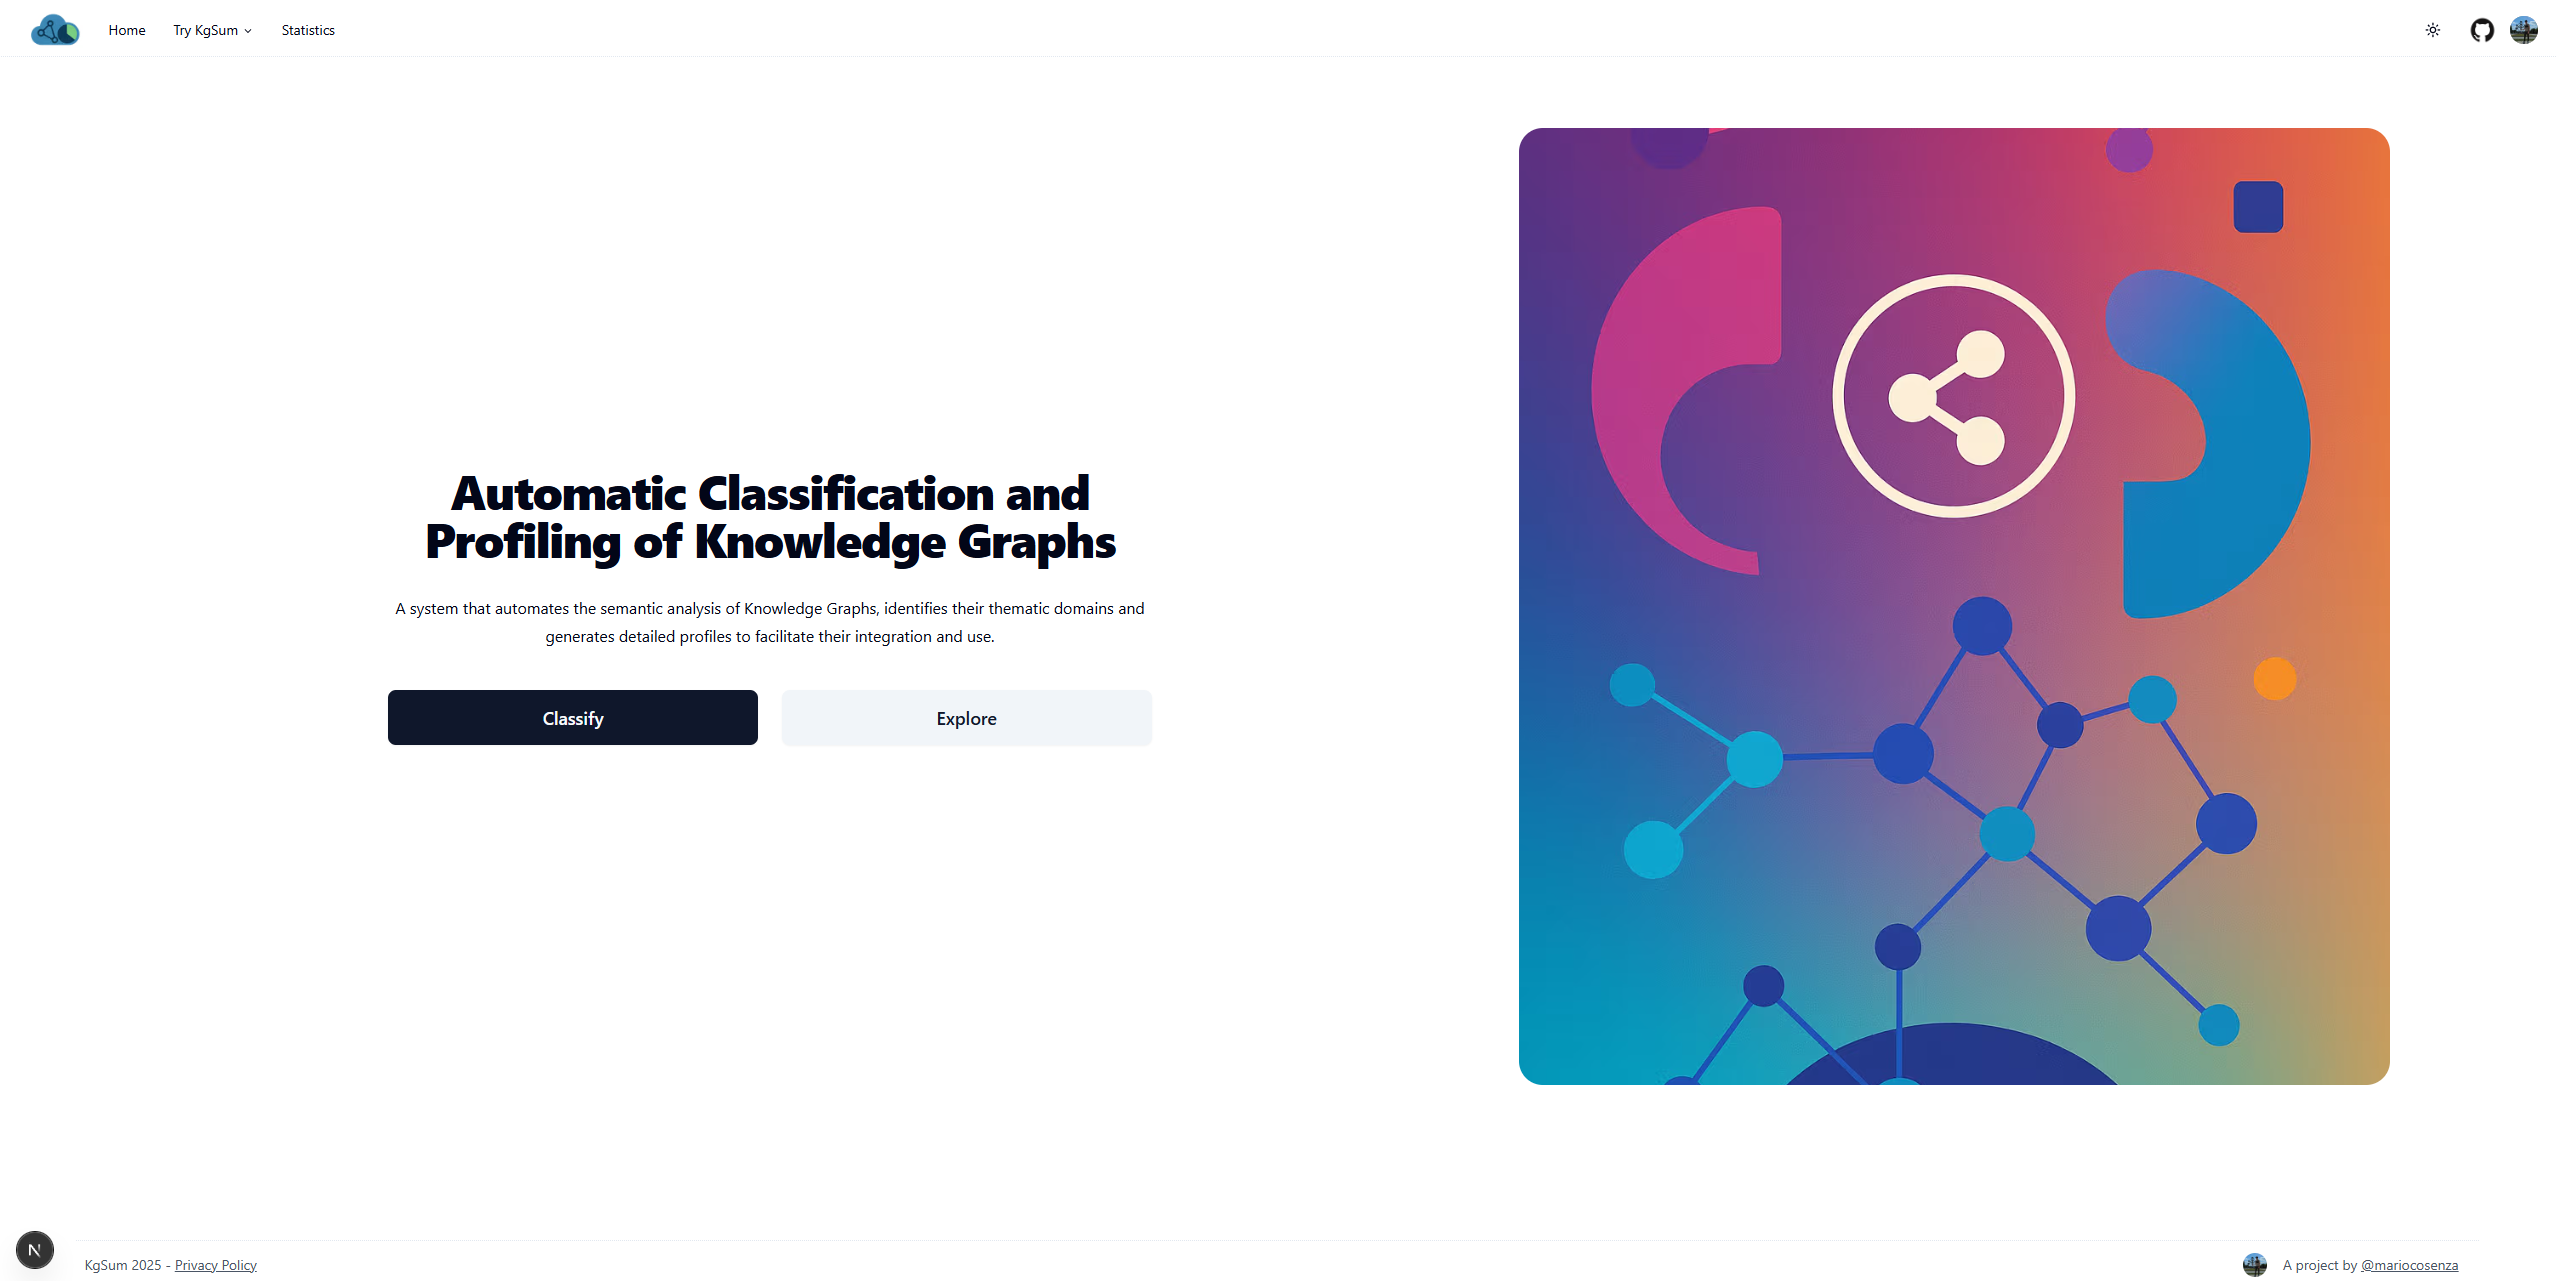 Home
Try KgSum
Statistics
Automatic Classification and
Profiling of Knowledge Graphs
A system that automates the semantic analysis of Knowledge Graphs, identifies their thematic domains and
generates detailed profiles to facilitate their integration and use.
Classify
Explore
N
KgSum 2025 - Privacy Policy
A project by @mariocosenza